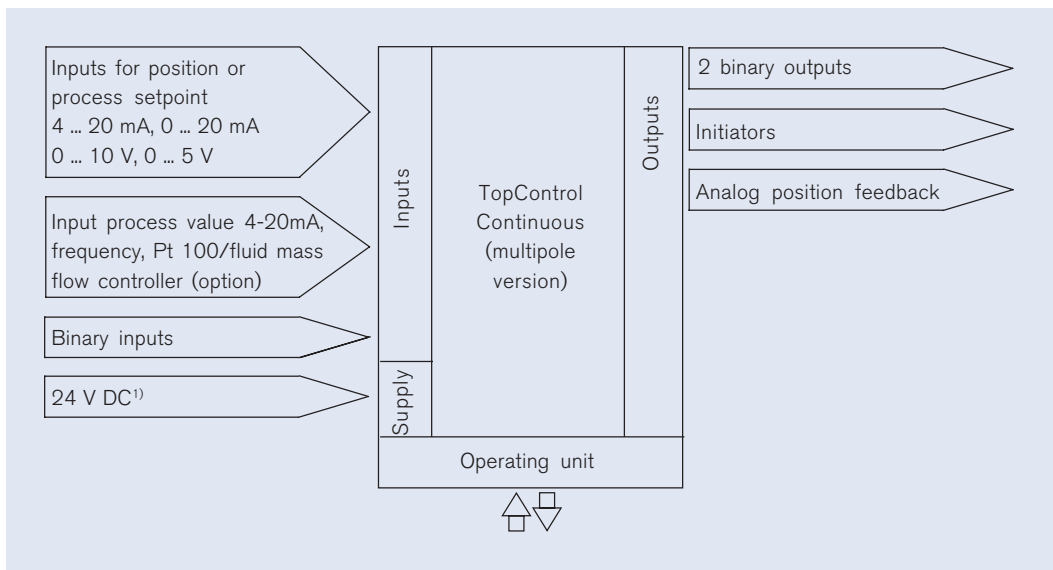 Inputs for position or
process setpoint
4 ... 20 mA, 0 ... 20 mA
0 ... 10 V, 0 ... 5 V
Input process value 4-20mA,
frequency, Pt 100/fluid mass
flow controller (option)
Binary inputs
24 V DC¹⁾
Inputs
Supply
TopControl
Continuous
(multipole
version)
Operating unit
Outputs
2 binary outputs
Initiators
Analog position feedback